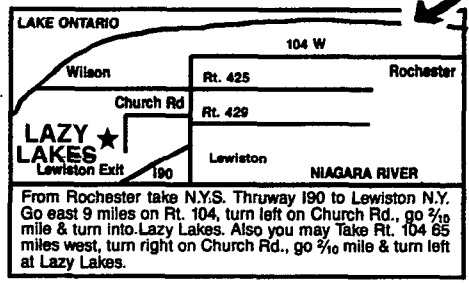 LAKE ONTARIO
104 W
Wilson
Rt. 425
Rochester
Church Rd
Rt. 429
LAZY
LAKES
Lewiston Exit
I90
Lewiston
NIAGARA RIVER
From Rochester take N.Y.S. Thruway I90 to Lewiston N.Y.
Go east 9 miles on Rt. 104, turn left on Church Rd., go 2/10
mile & turn into Lazy Lakes. Also you may Take Rt. 104 65
miles west, turn right on Church Rd., go 2/10 mile & turn left
at Lazy Lakes.